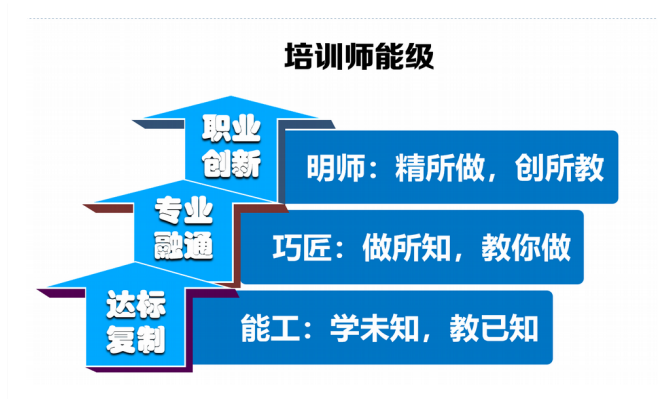 培训师能级
职业
创新
明师：精所做，创所教
专业
融通
巧匠：做所知，教你做
达标
复制
能工：学未知，教已知